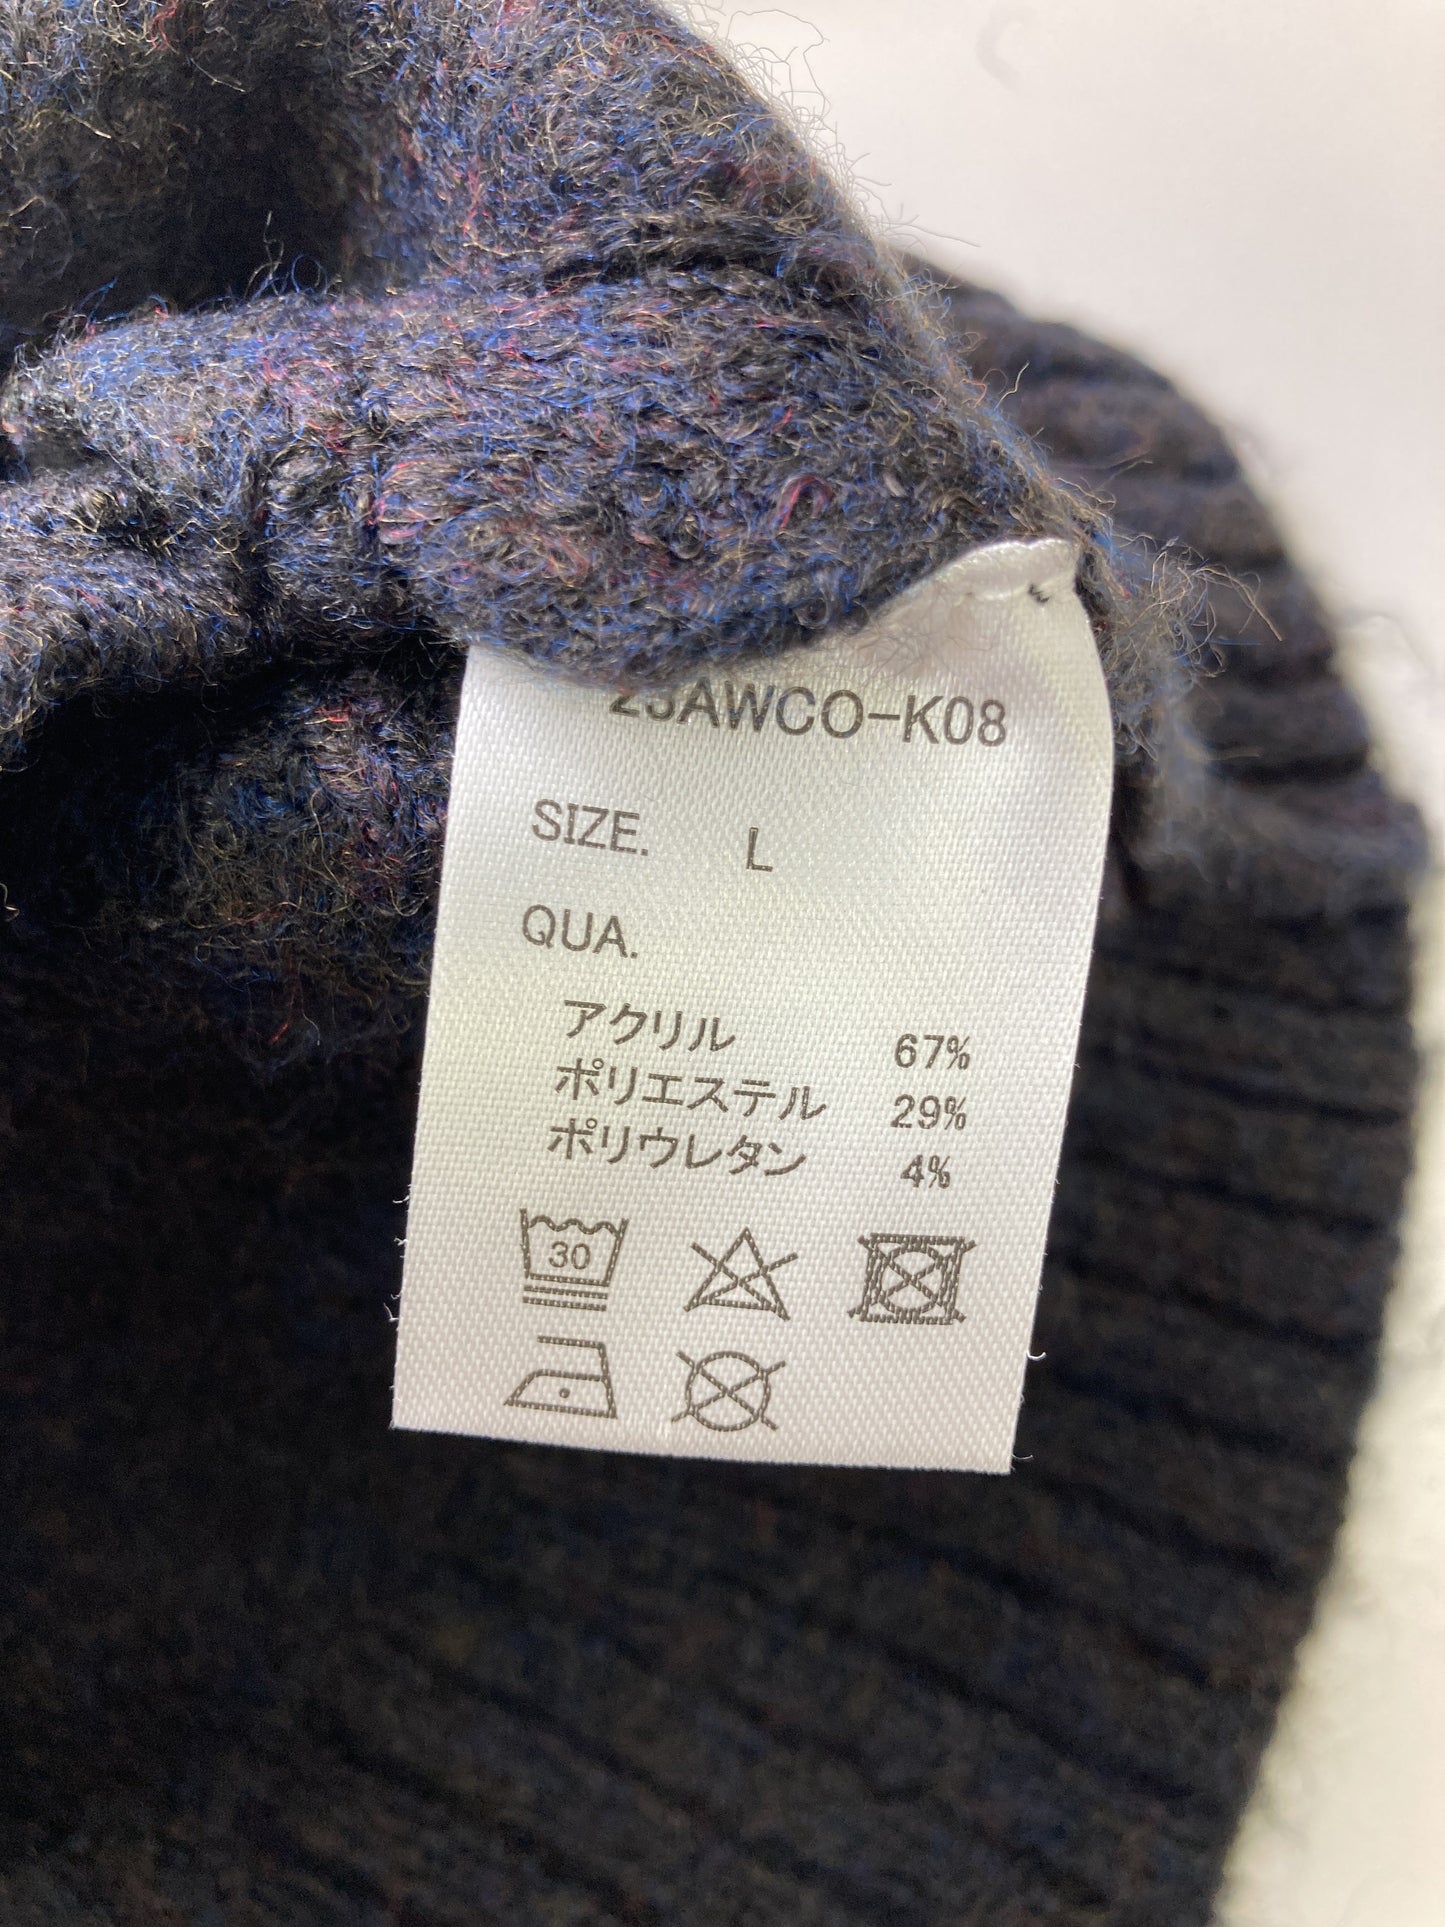 23AWCO-K08
SIZE. L
QUA.
アクリル 67%
ポリエステル 29%
ポリウレタン 4%
30